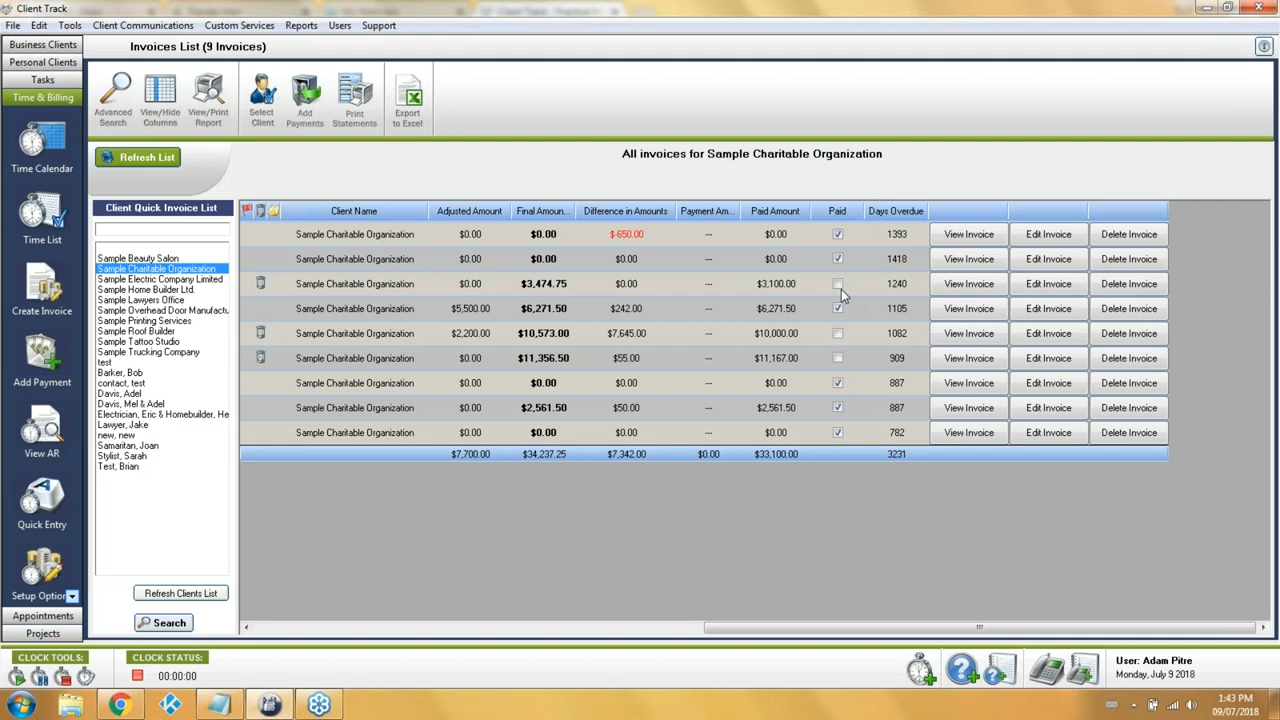 Client Track
File Edit Tools Client Communications Custom Services Reports Users Support
Business Clients
Personal Clients
Tasks
Time & Billing
Time Calendar
Time List
Create Invoice
Add Payment
View AR
Quick Entry
Setup Option
Appointments
Projects
Invoices List (9 Invoices)
Advanced Search
View/Hide Columns
View/Print Report
Select Client
Add Payments
Print Statements
Export to Excel
Refresh List
All invoices for Sample Charitable Organization
Client Quick Invoice List
Sample Beauty Salon
Sample Charitable Organization
Sample Electric Company Limited
Sample Home Builder Ltd.
Sample Lawyers Office
Sample Overhead Door Manufactu
Sample Printing Services
Sample Roof Builder
Sample Tattoo Studio
Sample Trucking Company
test
Barker, Bob
contact, test
Davis, Adel
Davis, Mel & Adel
Electrician, Eric & Homebuilder, He
Lawyer, Jake
new, new
Samaritan, Joan
Stylist, Sarah
Test, Brian
Refresh Clients List
Search
Client Name Adjusted Amount Final Amoun... Difference in Amounts Payment Am... Paid Amount Paid Days Overdue
Sample Charitable Organization $0.00 $0.00 $-650.00 --- $0.00 1393 View Invoice Edit Invoice Delete Invoice
Sample Charitable Organization $0.00 $0.00 $0.00 --- $0.00 1418 View Invoice Edit Invoice Delete Invoice
Sample Charitable Organization $0.00 $3,474.75 $0.00 --- $3,100.00 1240 View Invoice Edit Invoice Delete Invoice
Sample Charitable Organization $5,500.00 $6,271.50 $242.00 --- $6,271.50 1105 View Invoice Edit Invoice Delete Invoice
Sample Charitable Organization $2,200.00 $10,573.00 $7,645.00 --- $10,000.00 1082 View Invoice Edit Invoice Delete Invoice
Sample Charitable Organization $0.00 $11,356.50 $55.00 --- $11,167.00 909 View Invoice Edit Invoice Delete Invoice
Sample Charitable Organization $0.00 $0.00 $0.00 --- $0.00 887 View Invoice Edit Invoice Delete Invoice
Sample Charitable Organization $0.00 $2,561.50 $50.00 --- $2,561.50 887 View Invoice Edit Invoice Delete Invoice
Sample Charitable Organization $0.00 $0.00 $0.00 --- $0.00 782 View Invoice Edit Invoice Delete Invoice
$7,700.00 $34,237.25 $7,342.00 $0.00 $33,100.00 3231
CLOCK TOOLS: CLOCK STATUS:
00:00:00
User: Adam Pitre
Monday, July 9 2018
1:43 PM
09/07/2018